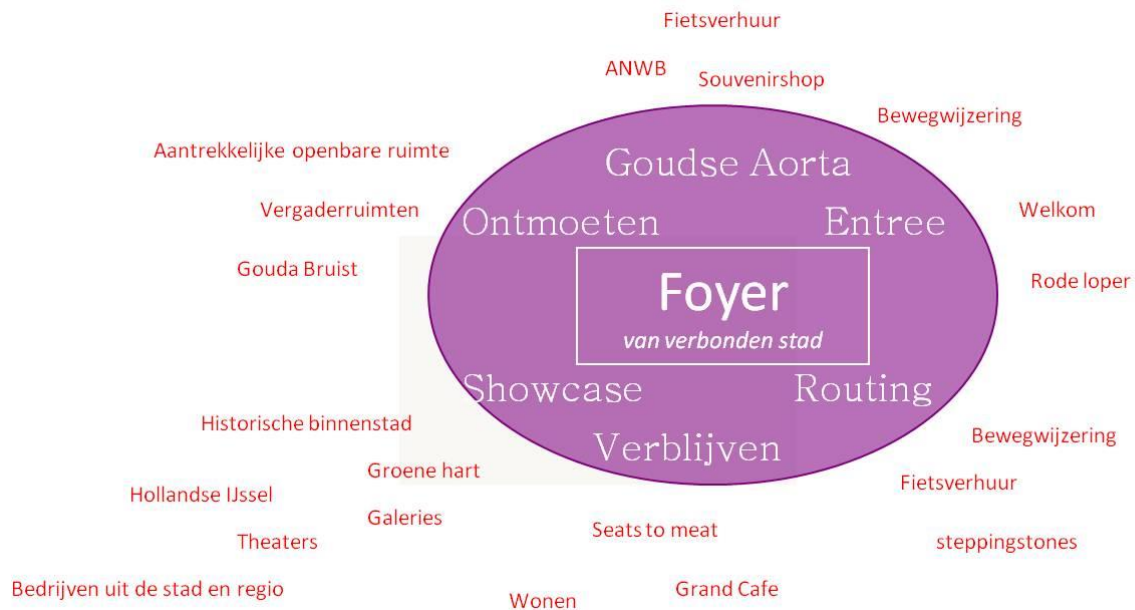 Fietsverhuur
ANWB
Souvenirshop
Bewegwijzering
Aantrekkelijke openbare ruimte
Goudse Aorta
Vergaderruimten
Ontmoeten
Entree
Welkom
Gouda Bruist
Foyer
van verbonden stad
Rode loper
Showcase
Routing
Historische binnenstad
Verblijven
Bewegwijzering
Groene hart
Fietsverhuur
Hollandse IJssel
Galeries
Seats to meat
Theaters
steppingstones
Bedrijven uit de stad en regio
Wonen
Grand Cafe